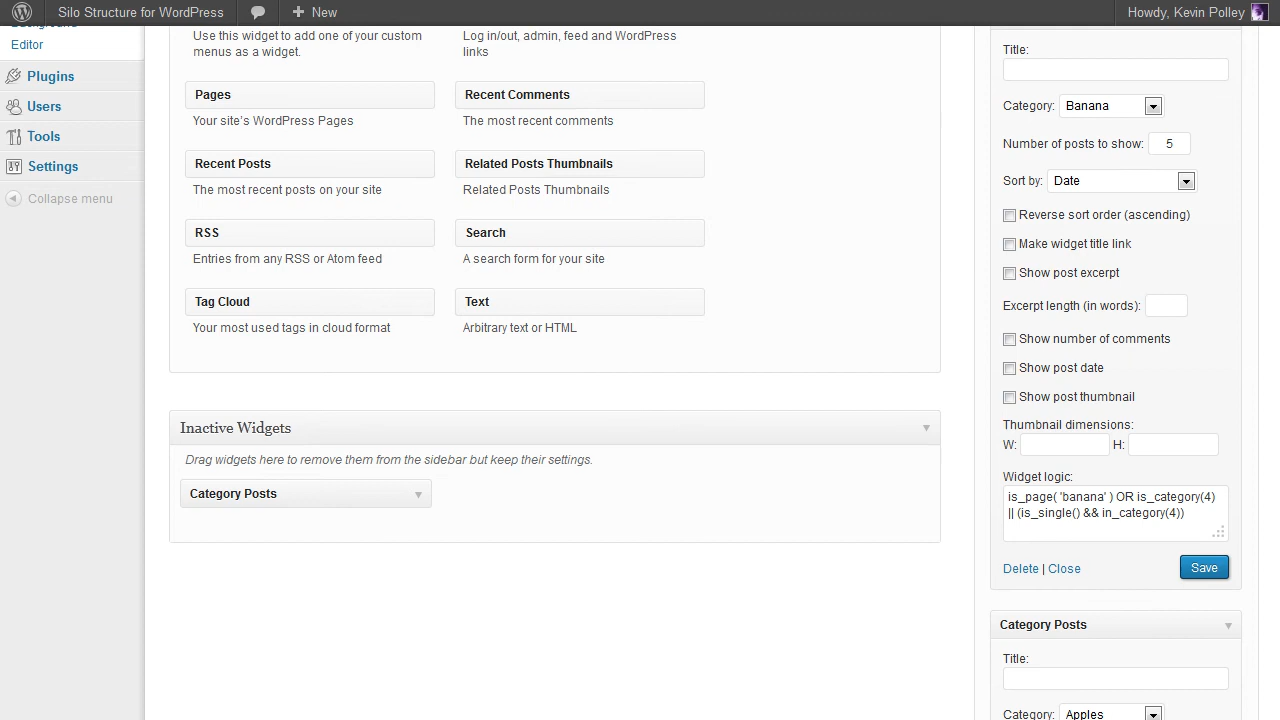 Silo Structure for WordPress
New
Howdy, Kevin Polley
Editor
Plugins
Users
Tools
Settings
Collapse menu
Use this widget to add one of your custom
menus as a widget.
Log in/out, admin, feed and WordPress
links
Pages
Recent Comments
Your site's WordPress Pages
The most recent comments
Recent Posts
Related Posts Thumbnails
The most recent posts on your site
Related Posts Thumbnails
RSS
Search
Entries from any RSS or Atom feed
A search form for your site
Tag Cloud
Text
Your most used tags in cloud format
Arbitrary text or HTML
Inactive Widgets
Drag widgets here to remove them from the sidebar but keep their settings.
Category Posts
Title:
Category: Banana
Number of posts to show: 5
Sort by: Date
Reverse sort order (ascending)
Make widget title link
Show post excerpt
Excerpt length (in words):
Show number of comments
Show post date
Show post thumbnail
Thumbnail dimensions:
W: H:
Widget logic:
is_page( 'banana' ) OR is_category(4)
|| (is_single() && in_category(4))
Delete | Close
Save
Category Posts
Title:
Category: Apples